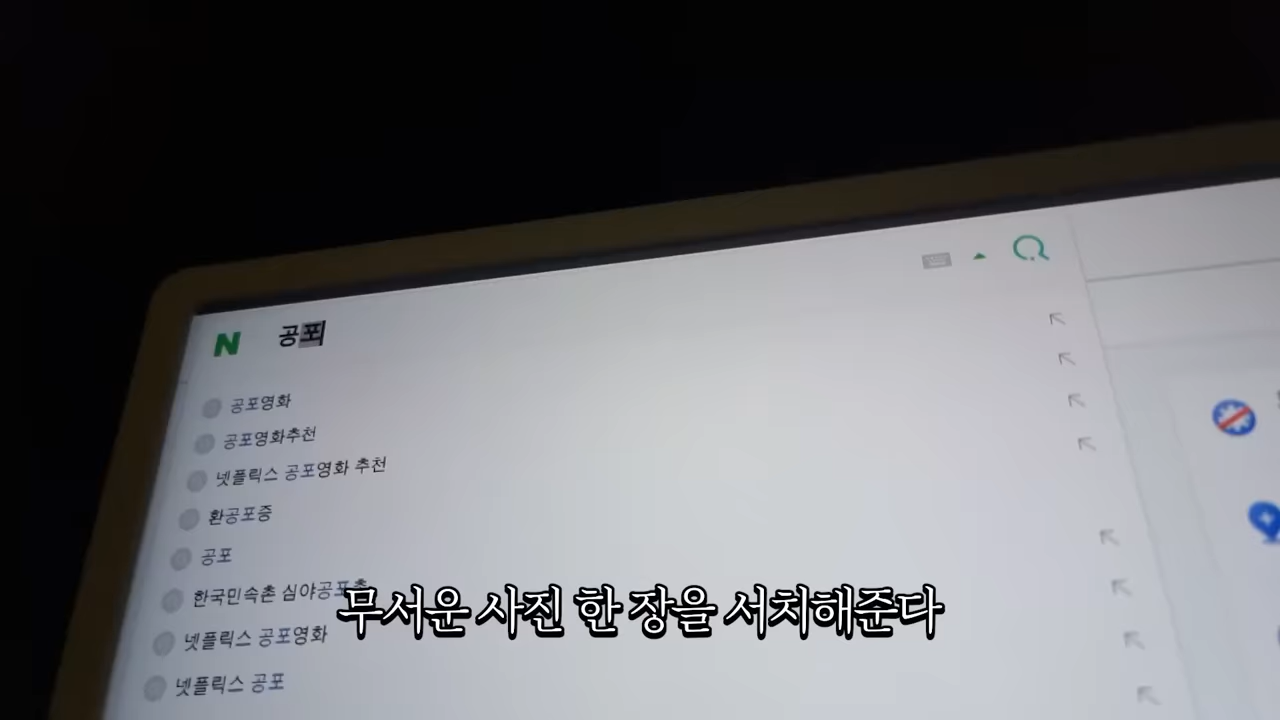 N 공포
공포영화
공포영화추천
넷플릭스 공포영화 추천
환공포증
공포
한국민속촌 심야공포촌
넷플릭스 공포영화
넷플릭스 공포
무서운 사진 한 장을 서치해준다